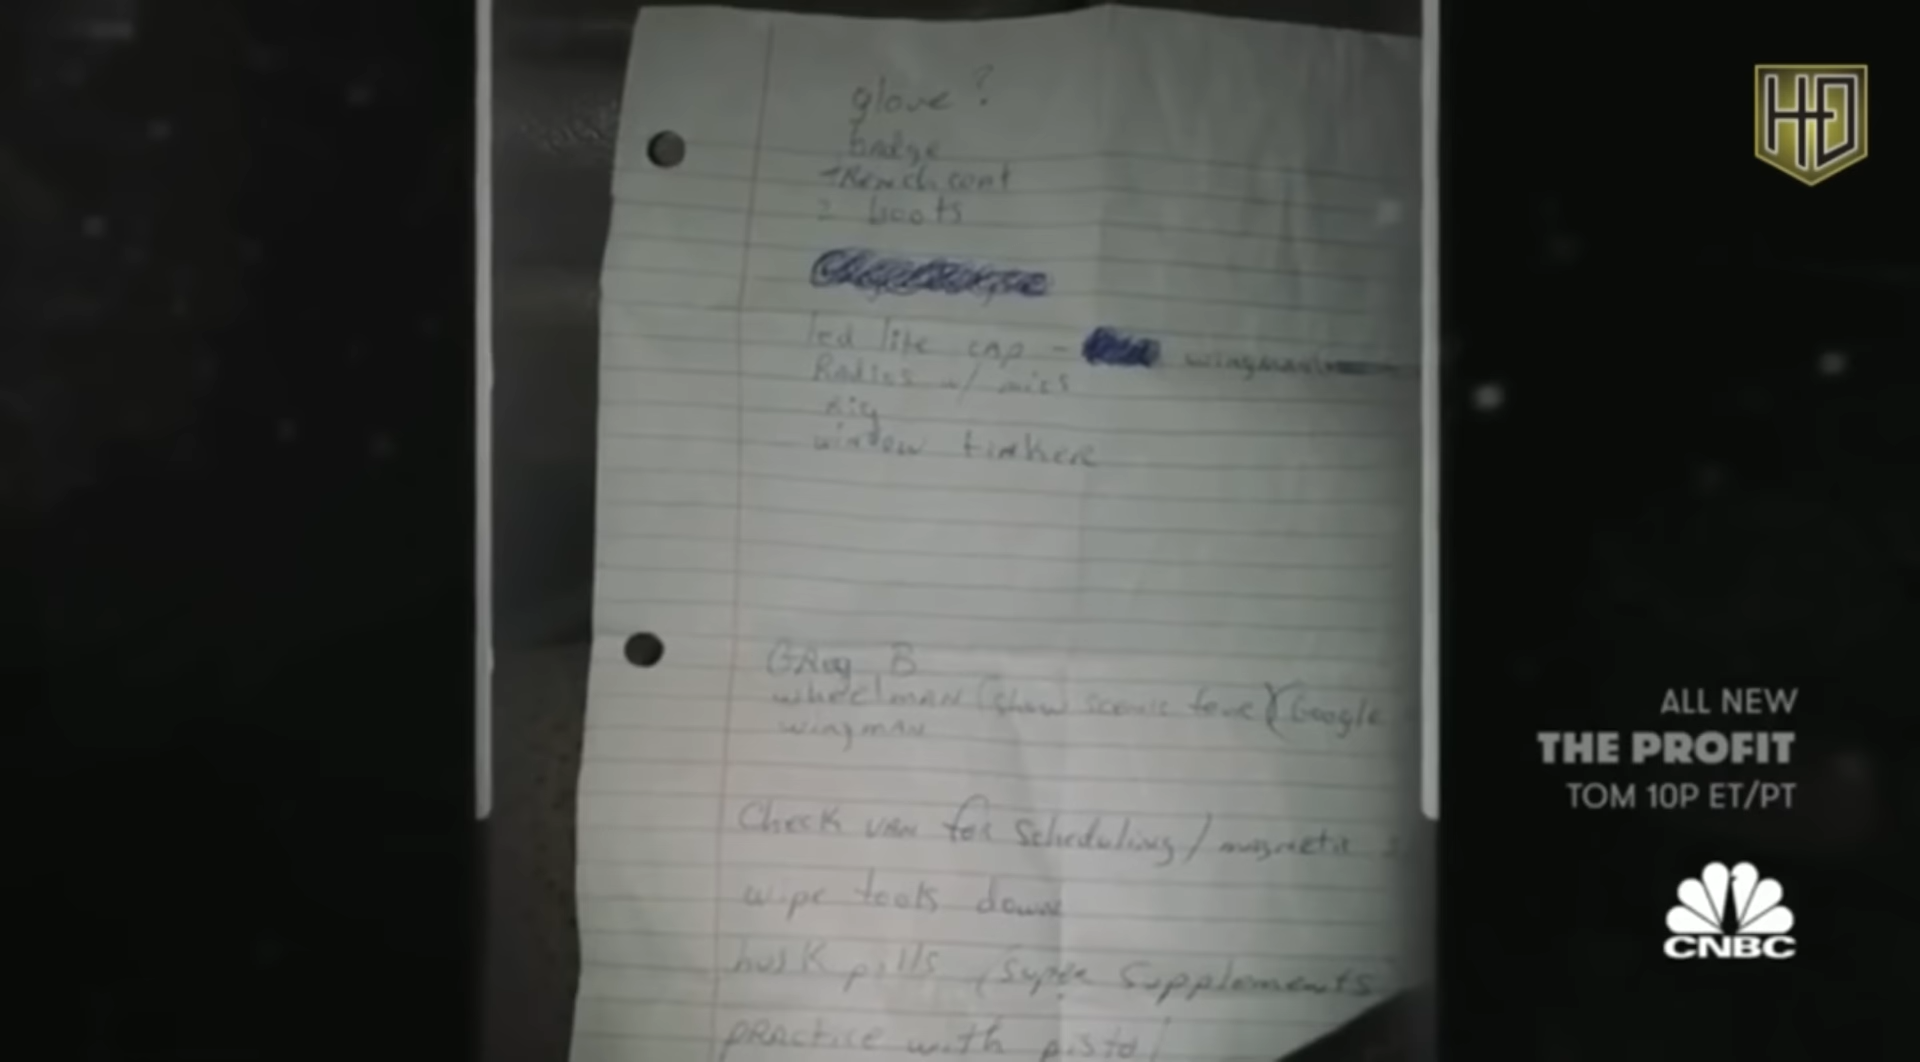 glove ?
badge
trench coat
2 boots
led lite cap - wingman
Radios w/ mics
window
Greg B
wheelman (show scenic tour) (Google
wingman
Check van for scheduling / magnetic
wipe tools down
husk pills (Super Supplements
practice with pistol
HD
ALL NEW
THE PROFIT
TOM 10P ET/PT
CNBC